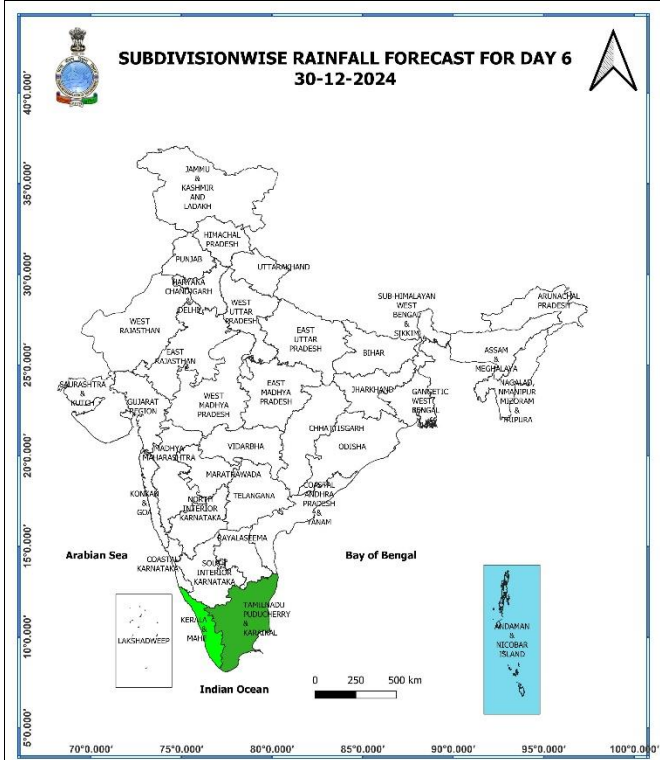 SUBDIVISIONWISE RAINFALL FORECAST FOR DAY 6
30-12-2024
40°0.000'
35°0.000'
30°0.000'
25°0.000'
20°0.000'
15°0.000'
10°0.000'
5°0.000'
JAMMU
&
KASHMIR
AND
LADAKH
HIMACHAL
PRADESH
PUNJAB
UTTARAKHAND
HARYANA
CHANDIGARH
&
DELHI
WEST
UTTAR
PRADESH
WEST
RAJASTHAN
EAST
RAJASTHAN
EAST
UTTAR
PRADESH
SUB HIMALAYAN
WEST
BENGAL
&
SIKKIM
ARUNACHAL
PRADESH
BIHAR
ASSAM
&
MEGHALAYA
NAGALAD,
NMANIPUR
MIZORAM
&
TRIPURA
SAURASHTRA
&
KUTCH
GUJARAT
REGION
WEST
MADHYA
PRADESH
EAST
MADHYA
PRADESH
JHARKHAND
GANGETIC
WEST
BENGAL
CHHATTISGARH
ODISHA
MADHYA
MAHARASHTRA
VIDARBHA
MARATHWADA
KONKAN
&
GOA
NORTH
INTERIOR
KARNATAKA
TELANGANA
COASTAL
ANDHRA
PRADESH
&
YANAM
RAYALASEEMA
Arabian Sea
Bay of Bengal
COASTAL
KARNATAKA
SOUTH
INTERIOR
KARNATAKA
TAMILNADU
PUDUCHERRY
&
KARAIKAL
KERALA
&
MAHE
LAKSHADWEEP
ANDAMAN
&
NICOBAR
ISLAND
Indian Ocean
0 250 500 km
70°0.000' 75°0.000' 80°0.000' 85°0.000' 90°0.000' 95°0.000' 100°0.000'